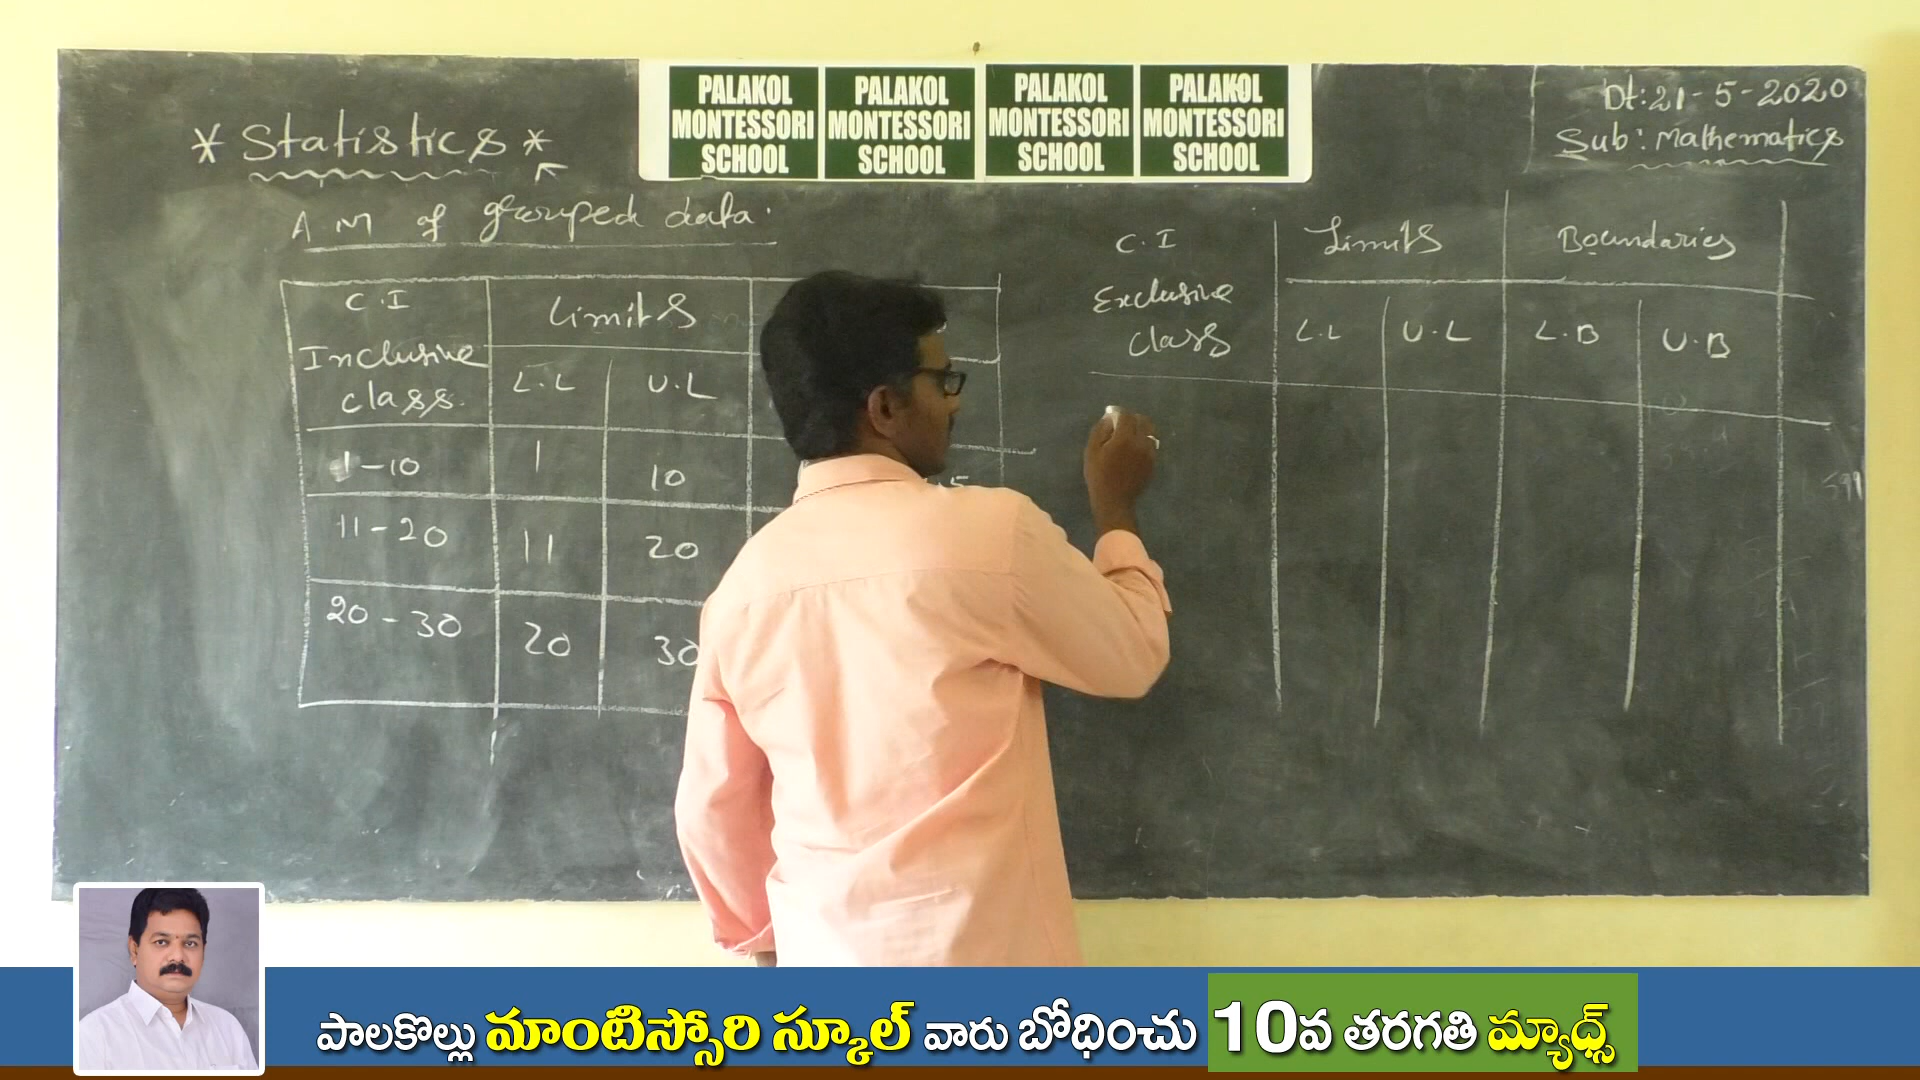 PALAKOL MONTESSORI SCHOOL
PALAKOL MONTESSORI SCHOOL
PALAKOL MONTESSORI SCHOOL
PALAKOL MONTESSORI SCHOOL
Dt: 21-5-2020
Sub: Mathematics
* Statistics *
A M of grouped data.
C.I Limits
Inclusive class. L.L U.L
1-10 1 10
11-20 11 20
20-30 20 30
C.I Limits Boundaries
Exclusive class L.L U.L L.B U.B
పాలకొల్లు మాంటిస్సోరి స్కూల్ వారు బోధించు 10వ తరగతి మ్యాథ్స్